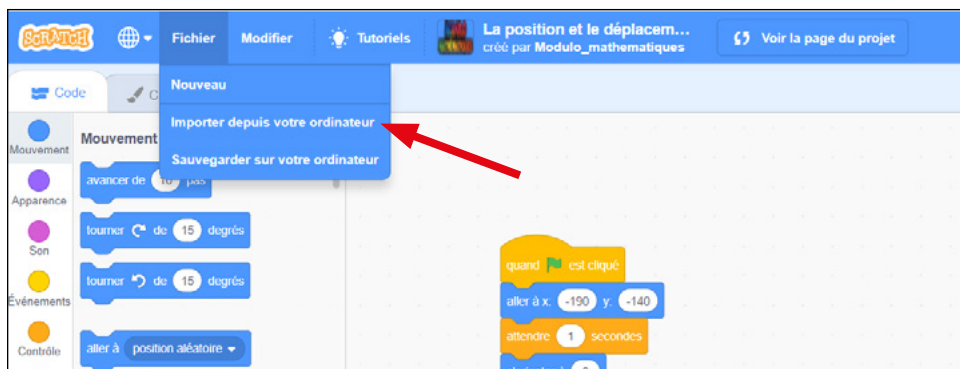 SCRATCH Fichier Modifier Tutoriels La position et le déplacem... Voir la page du projet
créé par Modulo_mathematiques
Nouveau
Importer depuis votre ordinateur
Sauvegarder sur votre ordinateur
Code C
Mouvement
Apparence
Son
Événements
Contrôle
Mouvement
avancer de 10 pas
tourner de 15 degrés
tourner de 15 degrés
aller à position aléatoire
quand est cliqué
aller à x: -190 y: -140
attendre 1 secondes